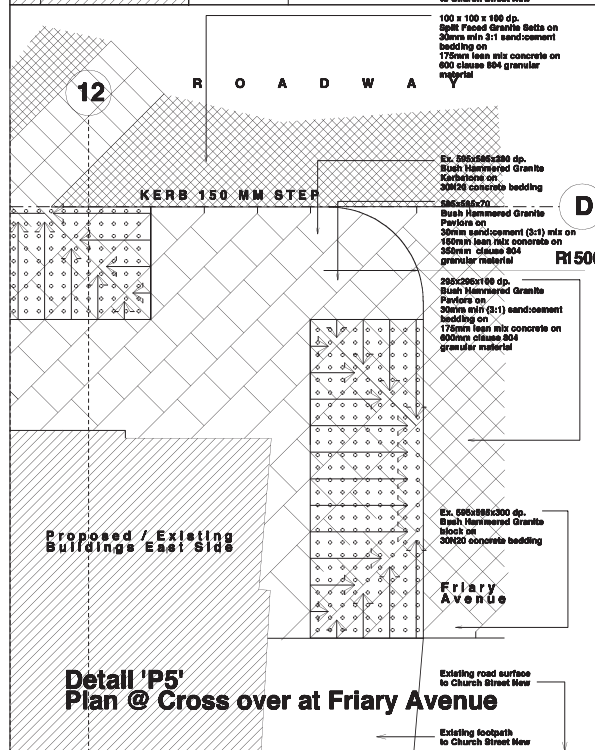 to Church Street New
100 x 100 x 100 dp.
Split Faced Granite Setts on
30mm min 3:1 sand:cement
bedding on
175mm lean mix concrete on
600 clause 804 granular
material
R O A D W A Y
12
Ex. 595x595x280 dp.
Bush Hammered Granite
Kerbstone on
30N20 concrete bedding
KERB 150 MM STEP
595x595x70
Bush Hammered Granite
Paviors on
30mm sand:cement (3:1) mix on
150mm lean mix concrete on
350mm clause 804
granular material
D
R1500
295x295x100 dp.
Bush Hammered Granite
Paviors on
30mm min (3:1) sand:cement
bedding on
175mm lean mix concrete on
600mm clause 804
granular material
Ex. 595x595x300 dp.
Bush Hammered Granite
block on
30N20 concrete bedding
Proposed / Existing
Buildings East Side
Friary
Avenue
Detail 'P5'
Plan @ Cross over at Friary Avenue
Existing road surface
to Church Street New
Existing footpath
to Church Street New